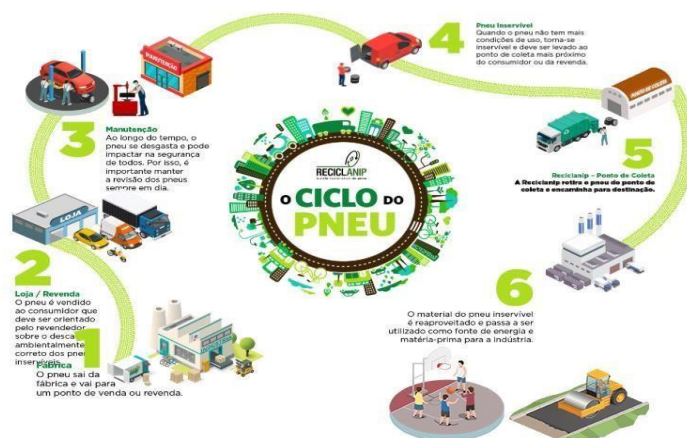 1
Fábrica
O pneu sai da
fábrica e vai para
um ponto de venda ou revenda.
2
Loja / Revenda
O pneu é vendido
ao consumidor que
deve ser orientado
pelo revendedor
sobre o
ambientalmente
correto dos
inservíveis.
LOJA
3
Manutenção
Ao longo do tempo, o
pneu se desgasta e pode
impactar na segurança
de todos. Por isso, é
importante manter
a revisão dos pneus
sempre em dia.
MANUTENÇÃO
4
Pneu Inservível
Quando o pneu não tem mais
condições de uso, torna-se
inservível e deve ser levado ao
ponto de coleta mais próximo
do consumidor ou da revenda.
PONTO DE COLETA
5
Reciclanip - Ponto de Coleta
A Reciclanip retira o pneu do ponto de
coleta e encaminha para destinação.
6
O material do pneu inservível
é reaproveitado e passa a ser
utilizado como fonte de energia e
matéria-prima para a indústria.
RECICLANIP
O CICLO DO
PNEU